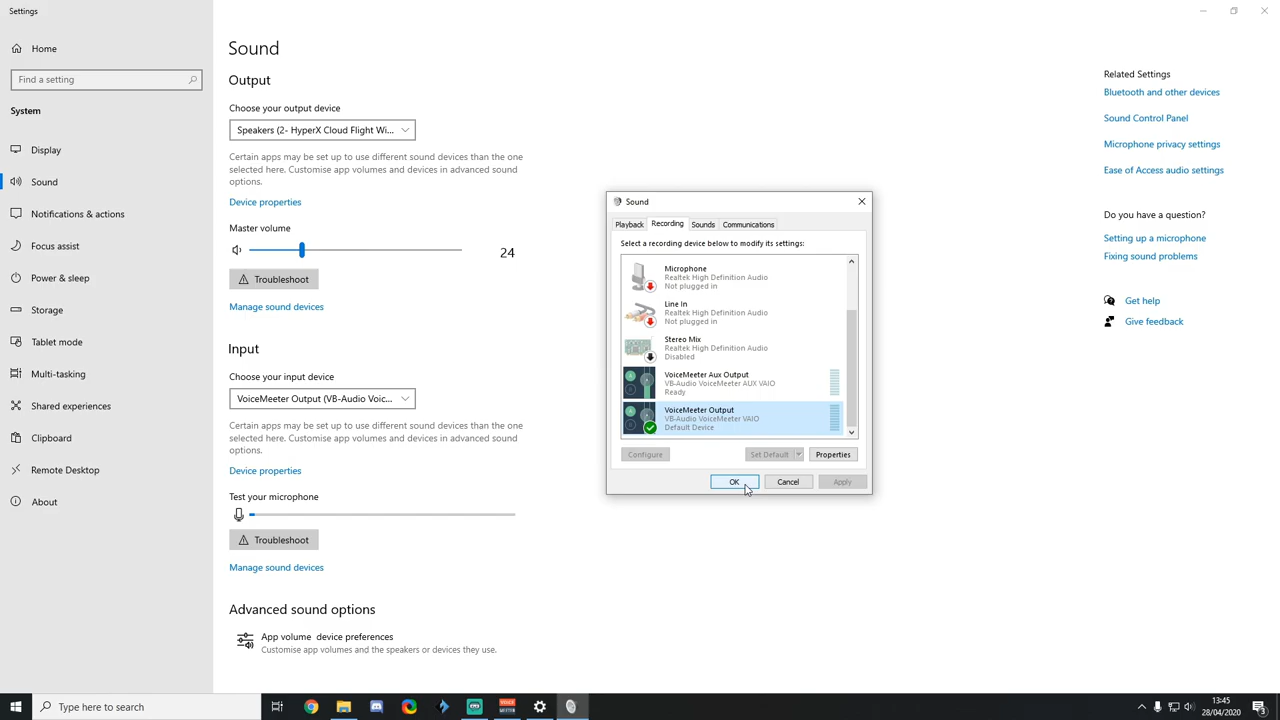 Settings
Home
Find a setting
System
Display
Sound
Notifications & actions
Focus assist
Power & sleep
Storage
Tablet mode
Multi-tasking
Shared experiences
Clipboard
Remote Desktop
About
Sound
Output
Choose your output device
Speakers (2- HyperX Cloud Flight Wi...
Certain apps may be set up to use different sound devices than the one
selected here. Customise app volumes and devices in advanced sound
options.
Device properties
Master volume
24
Troubleshoot
Manage sound devices
Input
Choose your input device
VoiceMeeter Output (VB-Audio Voic...
Certain apps may be set up to use different sound devices than the one
selected here. Customise app volumes and devices in advanced sound
options.
Device properties
Test your microphone
Troubleshoot
Manage sound devices
Advanced sound options
App volume device preferences
Customise app volumes and the speakers or devices they use.
Sound
Playback
Recording
Sounds
Communications
Select a recording device below to modify its settings:
Microphone
Realtek High Definition Audio
Not plugged in
Line In
Realtek High Definition Audio
Not plugged in
Stereo Mix
Realtek High Definition Audio
Disabled
VoiceMeeter Aux Output
VB-Audio VoiceMeeter AUX VAIO
Ready
VoiceMeeter Output
VB-Audio VoiceMeeter VAIO
Default Device
Configure
Set Default
Properties
OK
Cancel
Apply
Related Settings
Bluetooth and other devices
Sound Control Panel
Microphone privacy settings
Ease of Access audio settings
Do you have a question?
Setting up a microphone
Fixing sound problems
Get help
Give feedback
Type here to search
VOICE
MEETER
13:45
28/04/2020
3